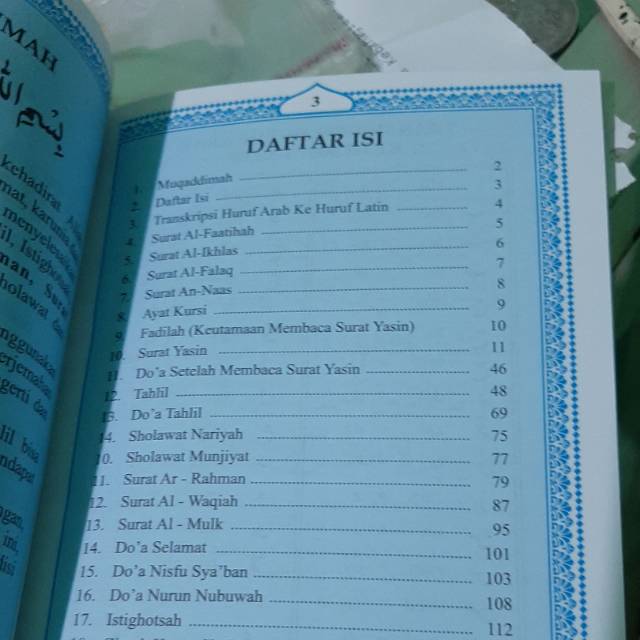 MMAH
kehadirat
menyelesai
3
DAFTAR ISI
1. Muqaddimah 2
2. Daftar Isi 3
3. Transkripsi Huruf Arab Ke Huruf Latin 4
4. Surat Al-Faatihah 5
5. Surat Al-Ikhlas 6
6. Surat Al-Falaq 7
7. Surat An-Naas 8
8. Ayat Kursi 9
9. Fadilah (Keutamaan Membaca Surat Yasin) 10
10. Surat Yasin 11
11. Do'a Setelah Membaca Surat Yasin 46
12. Tahlil 48
13. Do'a Tahlil 69
14. Sholawat Nariyah 75
10. Sholawat Munjiyat 77
11. Surat Ar - Rahman 79
12. Surat Al - Waqiah 87
13. Surat Al - Mulk 95
14. Do'a Selamat 101
15. Do'a Nisfu Sya'ban 103
16. Do'a Nurun Nubuwah 108
17. Istighotsah 112